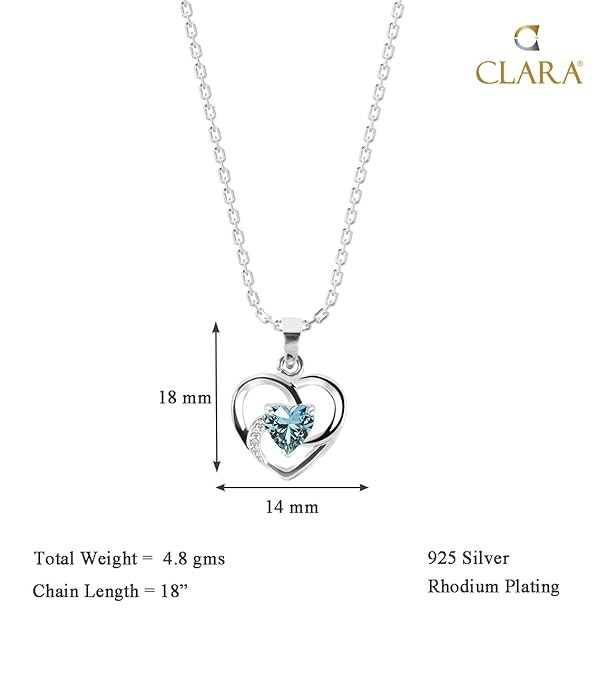 CLARA®
18 mm
14 mm
Total Weight = 4.8 gms
Chain Length = 18”
925 Silver
Rhodium Plating